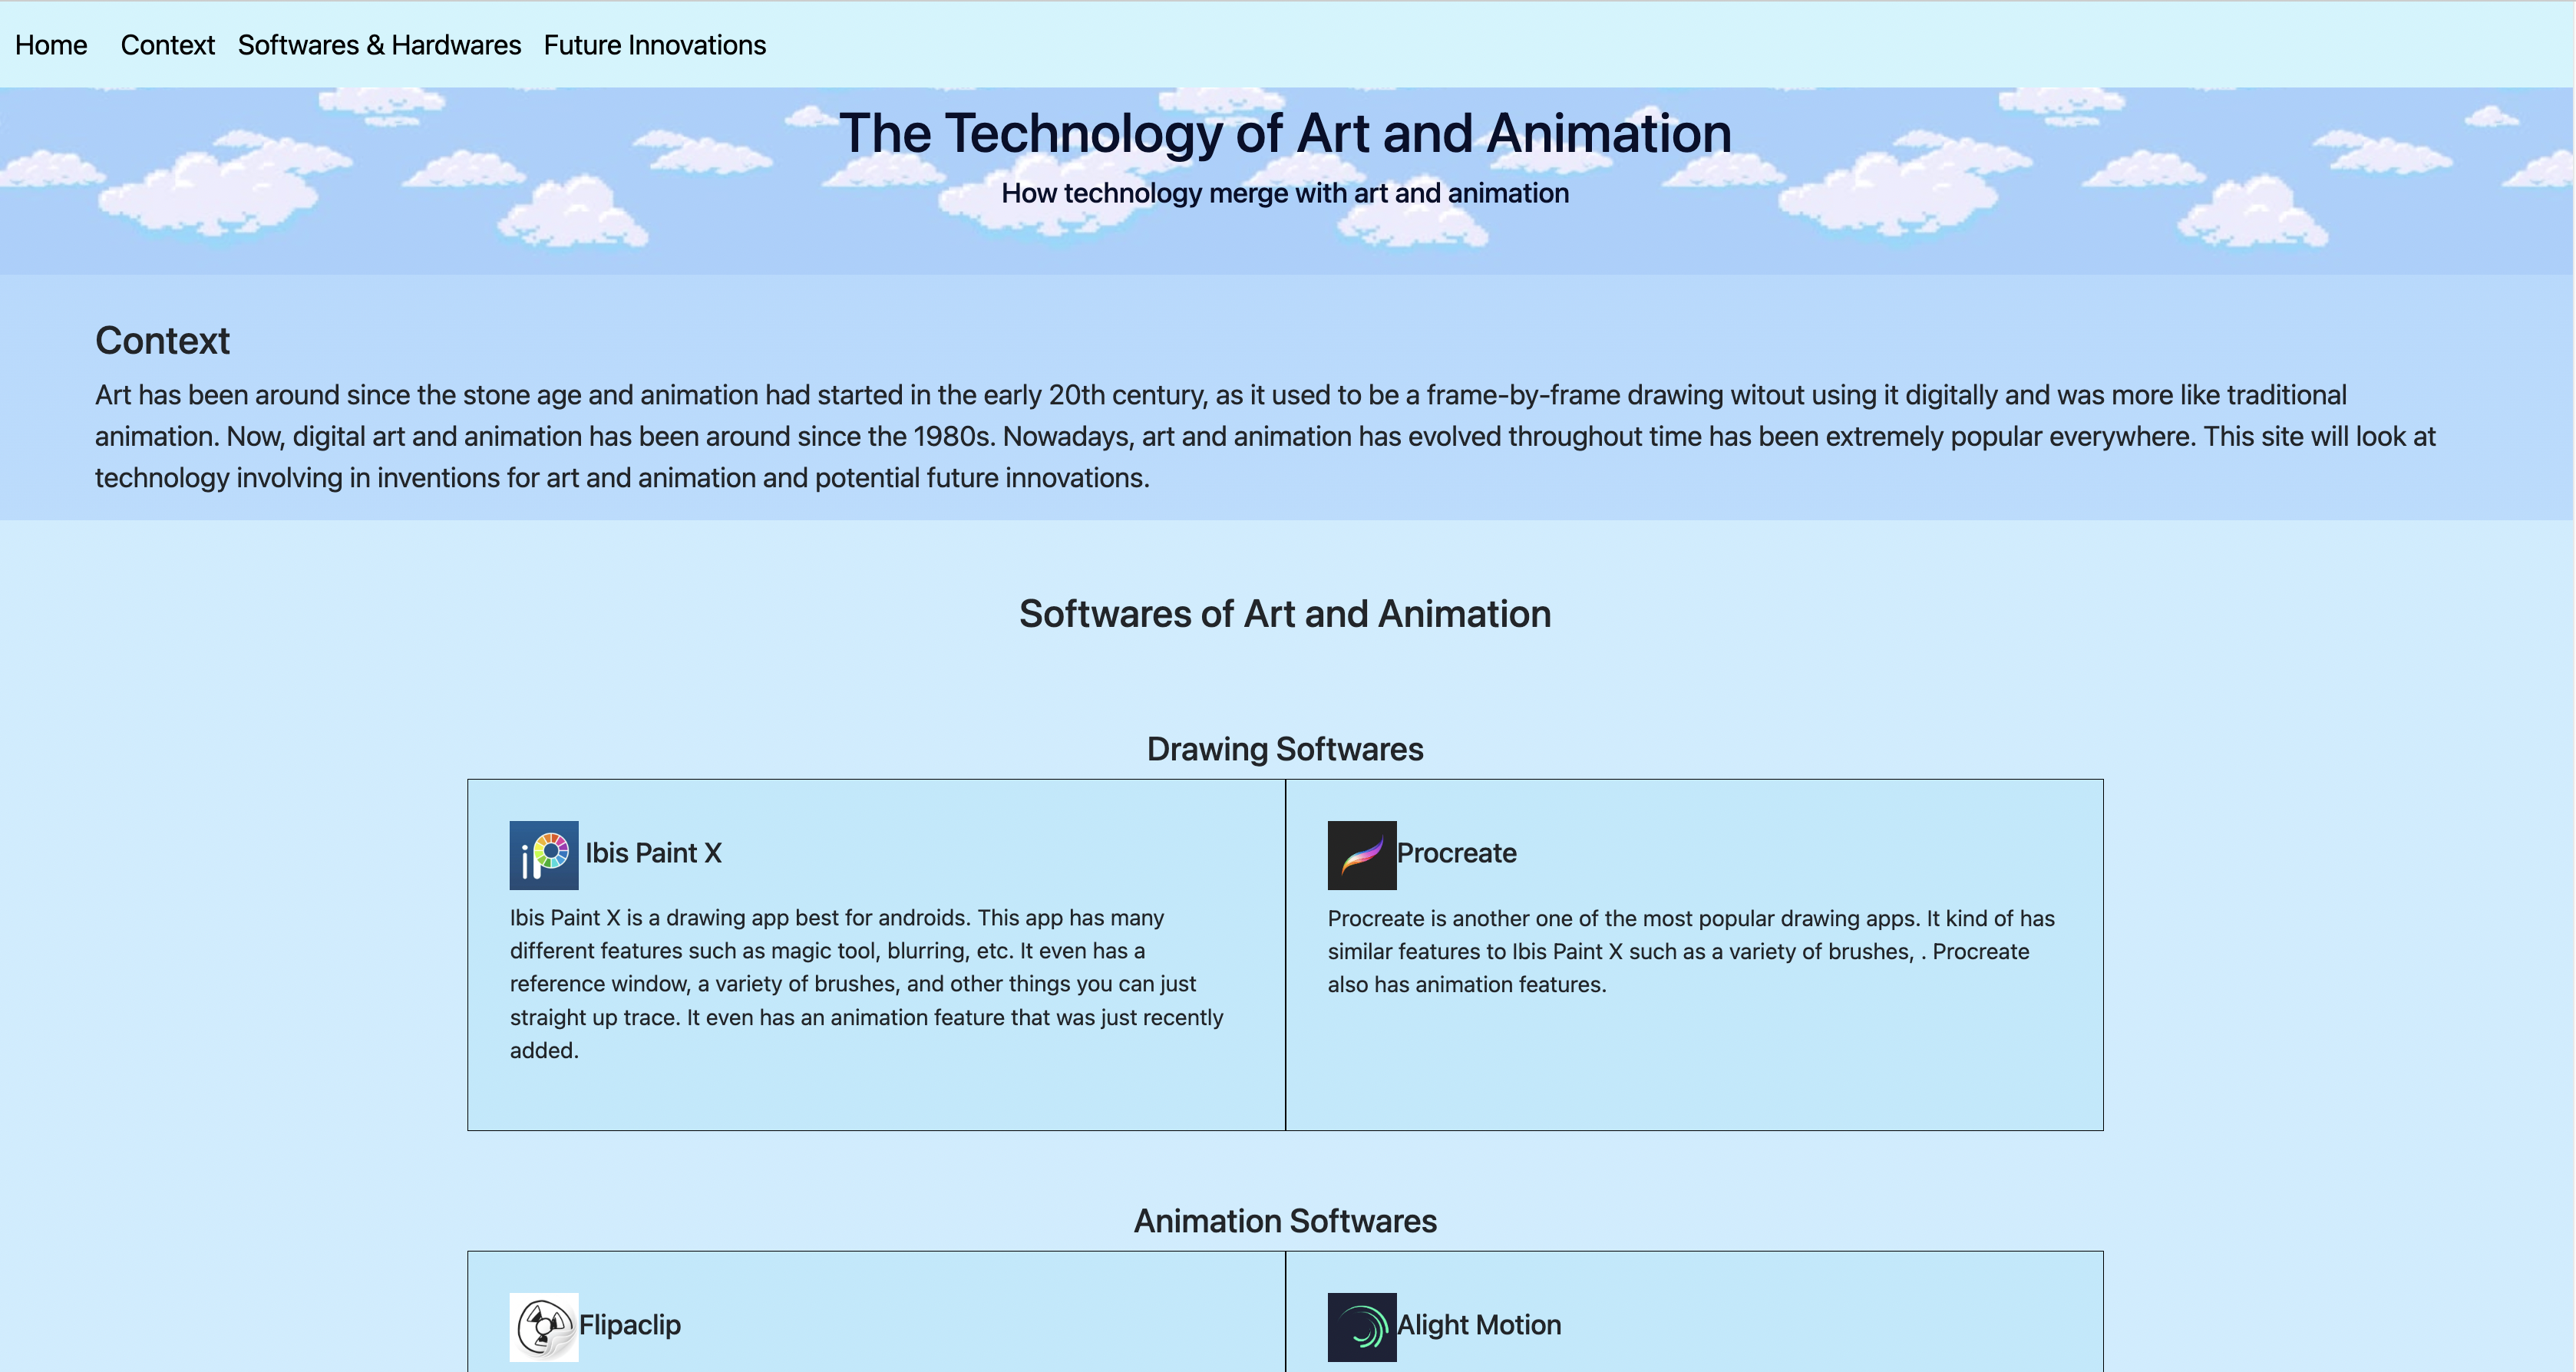 Home Context Softwares & Hardwares Future Innovations
The Technology of Art and Animation
How technology merge with art and animation
Context
Art has been around since the stone age and animation had started in the early 20th century, as it used to be a frame-by-frame drawing witout using it digitally and was more like traditional
animation. Now, digital art and animation has been around since the 1980s. Nowadays, art and animation has evolved throughout time has been extremely popular everywhere. This site will look at
technology involving in inventions for art and animation and potential future innovations.
Softwares of Art and Animation
Drawing Softwares
iP Ibis Paint X
Ibis Paint X is a drawing app best for androids. This app has many
different features such as magic tool, blurring, etc. It even has a
reference window, a variety of brushes, and other things you can just
straight up trace. It even has an animation feature that was just recently
added.
Procreate
Procreate is another one of the most popular drawing apps. It kind of has
similar features to Ibis Paint X such as a variety of brushes, . Procreate
also has animation features.
Animation Softwares
Flipaclip
Alight Motion